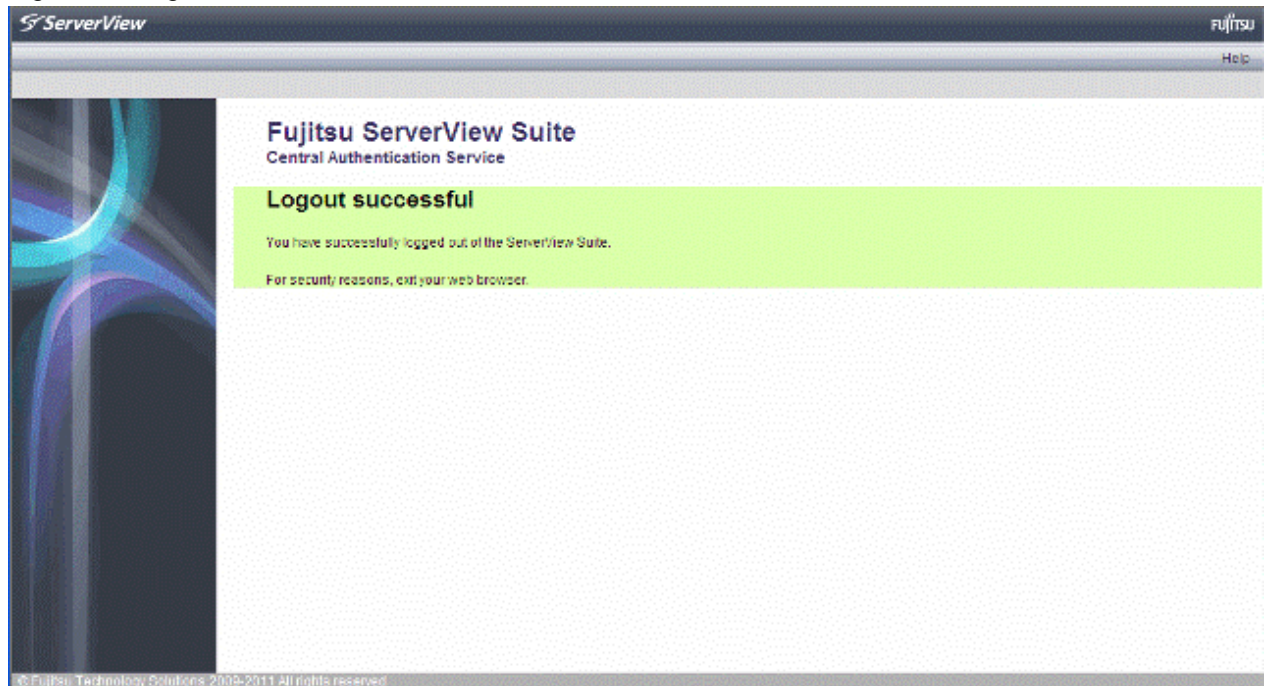 ServerView
FUJITSU
Help
Fujitsu ServerView Suite
Central Authentication Service
Logout successful
You have successfully logged out of the ServerView Suite.
For security reasons, exit your web browser.
© Fujitsu Technology Solutions 2009-2011 All rights reserved